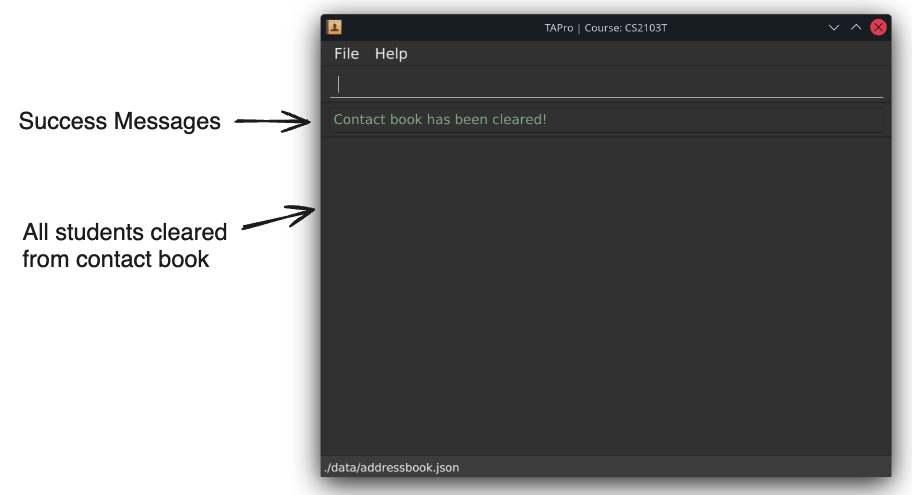 TAPro | Course: CS2103T
File Help
Success Messages
Contact book has been cleared!
All students cleared
from contact book
./data/addressbook.json